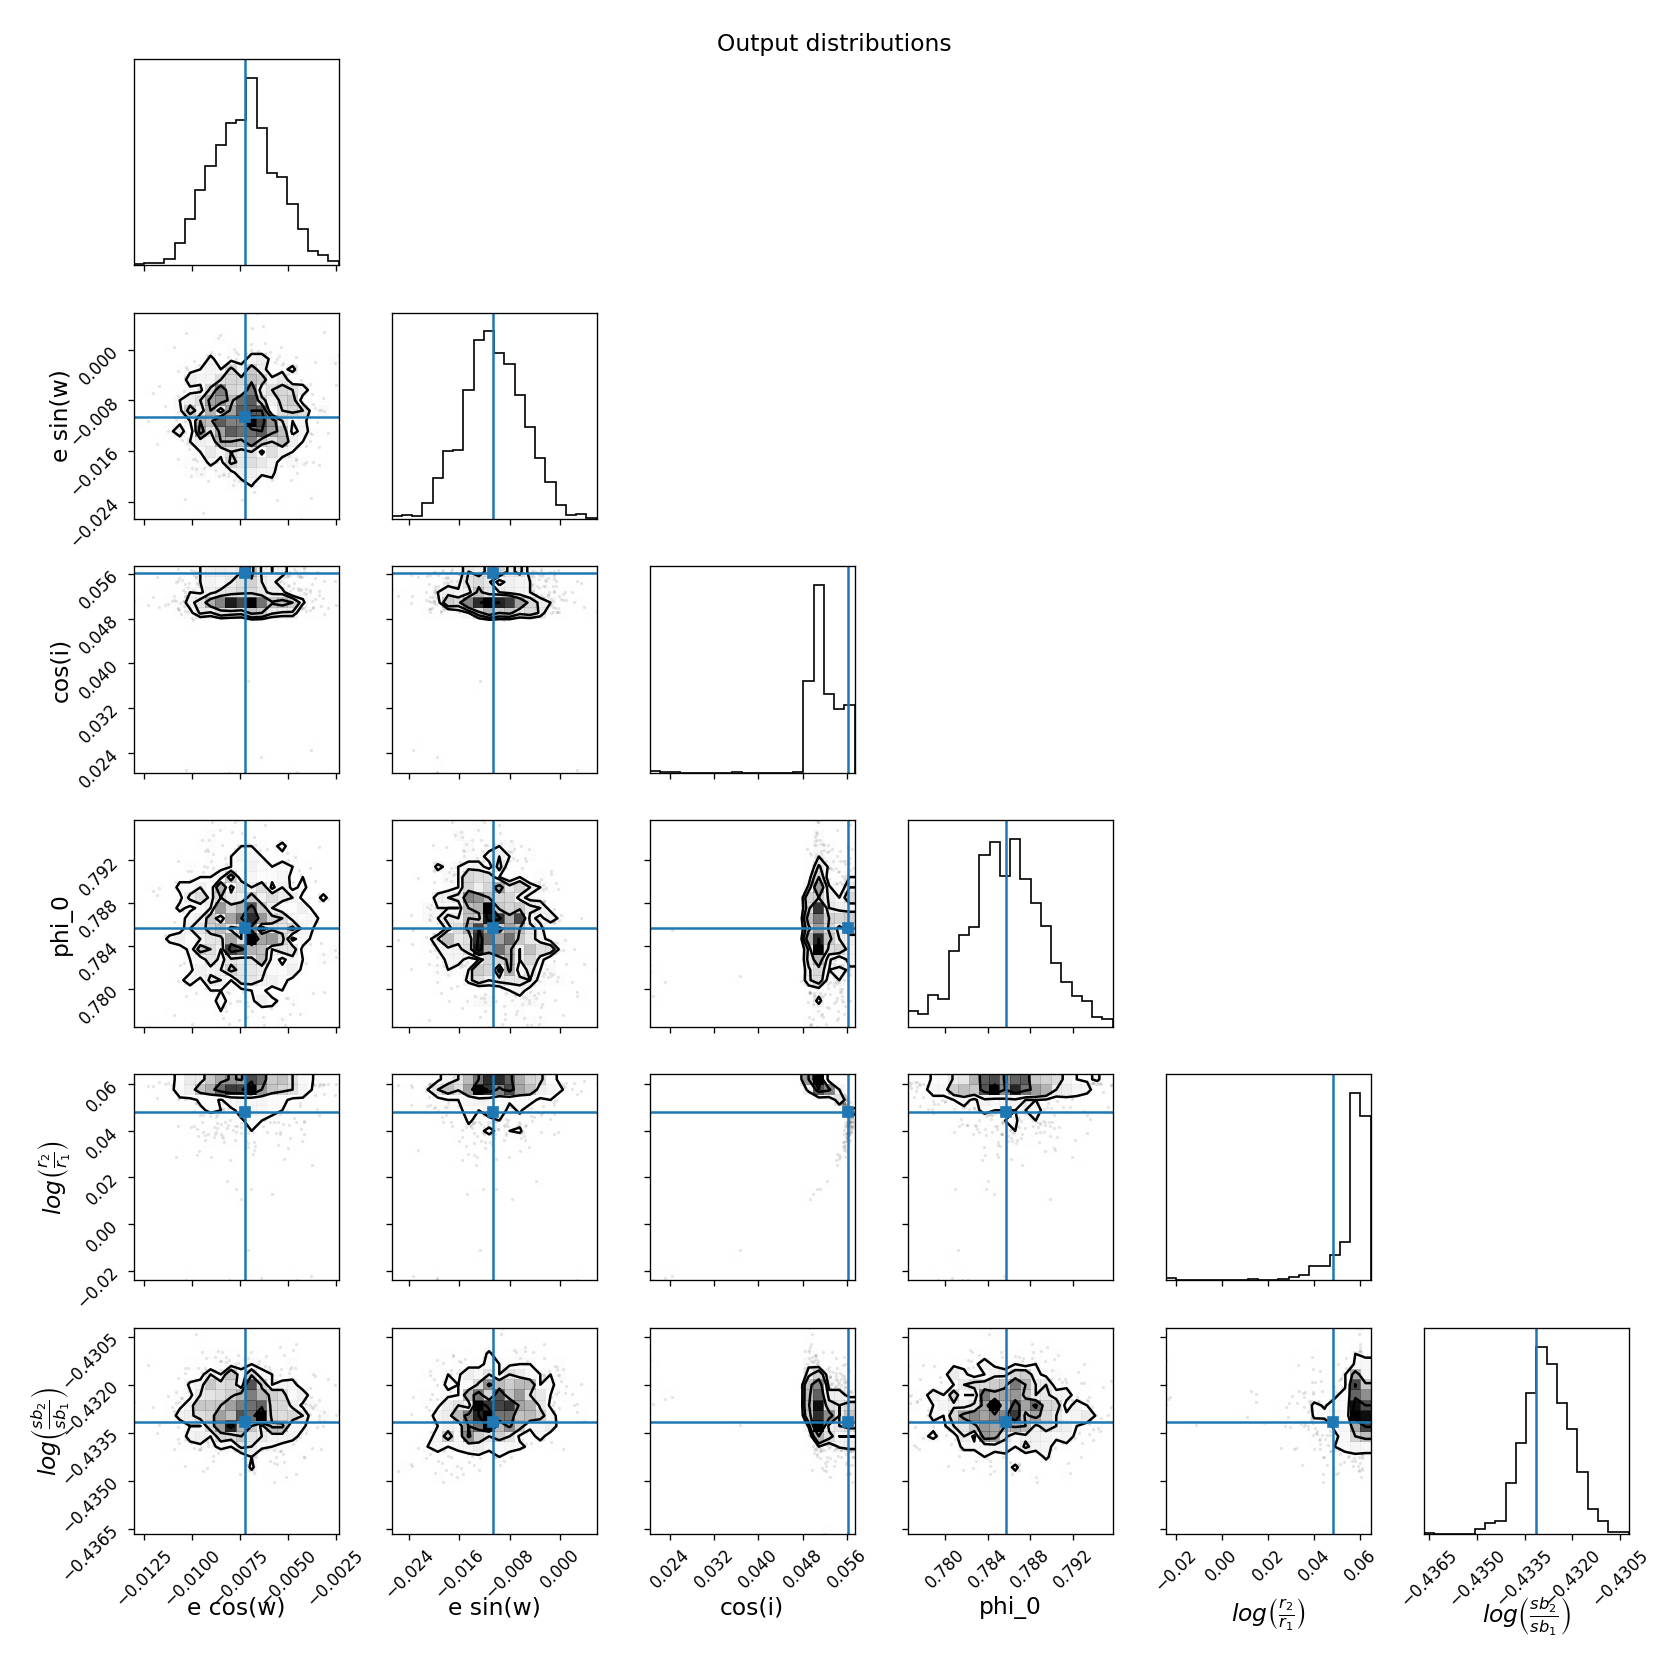 Output distributions
e sin(w)
0.000
−0.008
−0.016
−0.024
cos(i)
0.056
0.048
0.040
0.032
0.024
phi_0
0.792
0.788
0.784
0.780
log(r₂/r₁)
0.06
0.04
0.02
0.00
−0.02
log(sb₂/sb₁)
−0.4305
−0.4320
−0.4335
−0.4350
−0.4365
−0.0125 −0.0100 −0.0075 −0.0050 −0.0025
e cos(w)
−0.024 −0.016 −0.008 0.000
e sin(w)
0.024 0.032 0.040 0.048 0.056
cos(i)
0.780 0.784 0.788 0.792
phi_0
−0.02 0.00 0.02 0.04 0.06
log(r₂/r₁)
−0.4365 −0.4350 −0.4335 −0.4320 −0.4305
log(sb₂/sb₁)